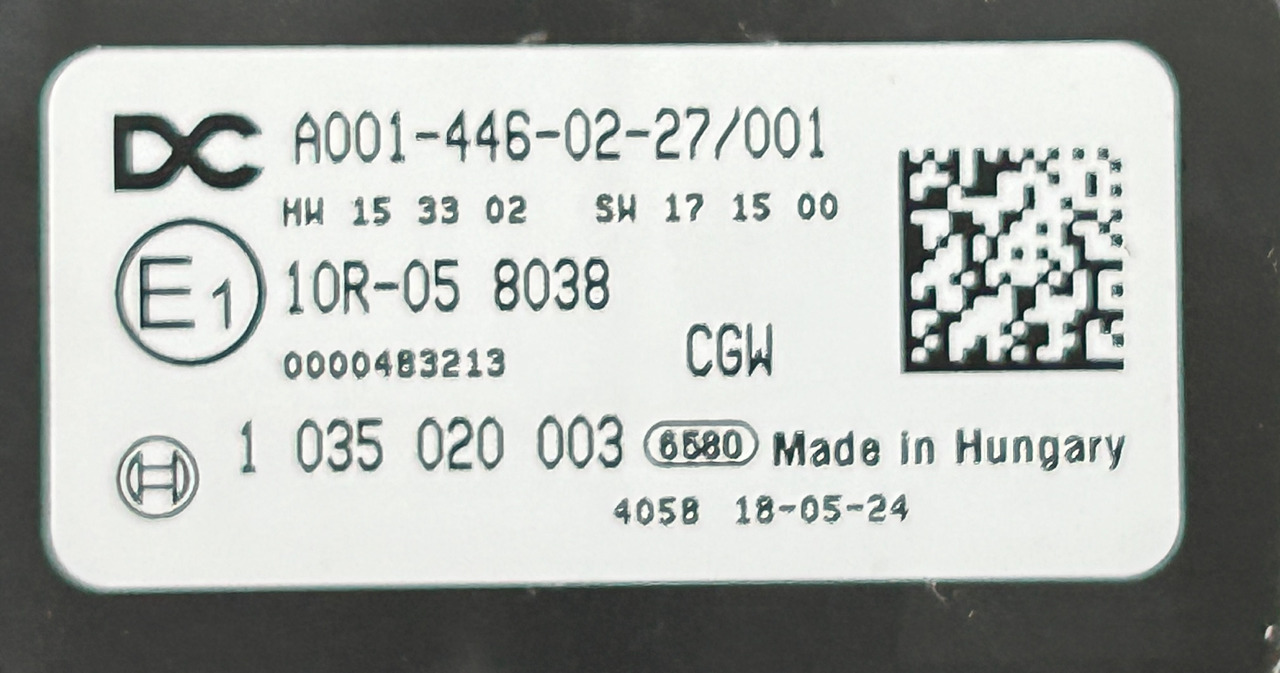 DC A001-446-02-27/001
HW 15 33 02 SW 17 15 00
E1 10R-05 8038
0000483213 CGW
1 035 020 003 6580 Made in Hungary
4058 18-05-24